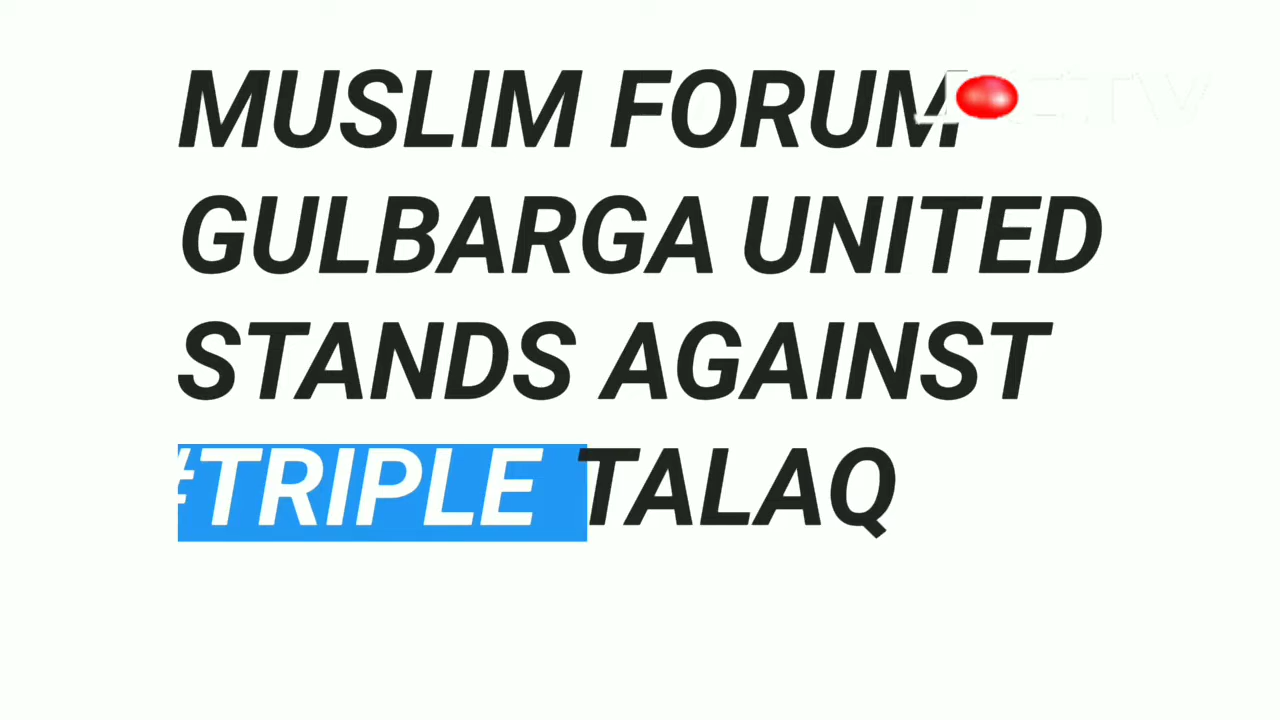 MUSLIM FORUM
GULBARGA UNITED
STANDS AGAINST
#TRIPLE TALAQ